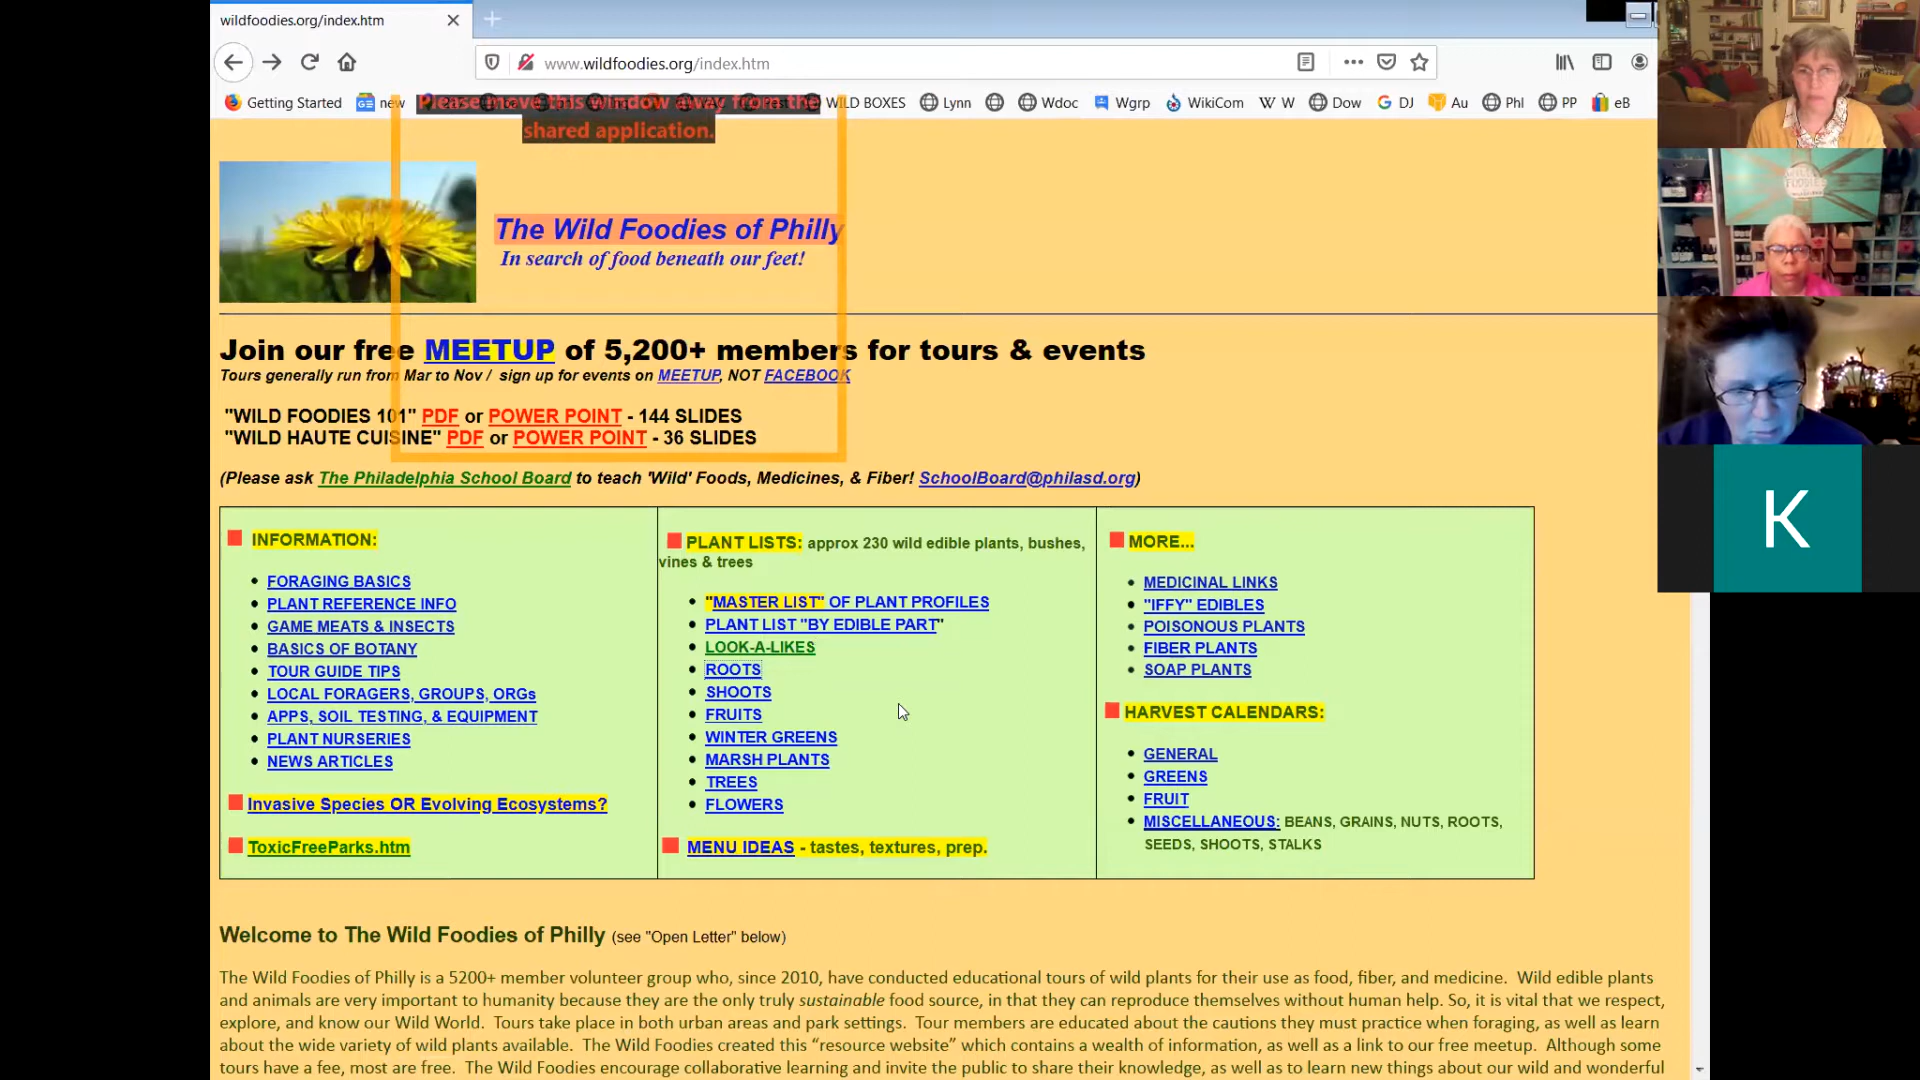 wildfoodies.org/index.htm
www.wildfoodies.org/index.htm
Getting Started new WILD BOXES Lynn Wdoc Wgrp WikiCom W W Dow G DJ Au Phl PP eB
Please move this window away from the
shared application.
WILD
FOODIES
The Wild Foodies of Philly
In search of food beneath our feet!
Join our free MEETUP of 5,200+ members for tours & events
Tours generally run from Mar to Nov / sign up for events on MEETUP, NOT FACEBOOK
"WILD FOODIES 101" PDF or POWER POINT - 144 SLIDES
"WILD HAUTE CUISINE" PDF or POWER POINT - 36 SLIDES
(Please ask The Philadelphia School Board to teach 'Wild' Foods, Medicines, & Fiber! SchoolBoard@philasd.org)
K
INFORMATION:
FORAGING BASICS
PLANT REFERENCE INFO
GAME MEATS & INSECTS
BASICS OF BOTANY
TOUR GUIDE TIPS
LOCAL FORAGERS, GROUPS, ORGs
APPS, SOIL TESTING, & EQUIPMENT
PLANT NURSERIES
NEWS ARTICLES
Invasive Species OR Evolving Ecosystems?
ToxicFreeParks.htm
PLANT LISTS: approx 230 wild edible plants, bushes,
vines & trees
"MASTER LIST" OF PLANT PROFILES
PLANT LIST "BY EDIBLE PART"
LOOK-A-LIKES
ROOTS
SHOOTS
FRUITS
WINTER GREENS
MARSH PLANTS
TREES
FLOWERS
MENU IDEAS - tastes, textures, prep.
MORE...
MEDICINAL LINKS
"IFFY" EDIBLES
POISONOUS PLANTS
FIBER PLANTS
SOAP PLANTS
HARVEST CALENDARS:
GENERAL
GREENS
FRUIT
MISCELLANEOUS: BEANS, GRAINS, NUTS, ROOTS,
SEEDS, SHOOTS, STALKS
Welcome to The Wild Foodies of Philly (see "Open Letter" below)
The Wild Foodies of Philly is a 5200+ member volunteer group who, since 2010, have conducted educational tours of wild plants for their use as food, fiber, and medicine. Wild edible plants
and animals are very important to humanity because they are the only truly sustainable food source, in that they can reproduce themselves without human help. So, it is vital that we respect,
explore, and know our Wild World. Tours take place in both urban areas and park settings. Tour members are educated about the cautions they must practice when foraging, as well as learn
about the wide variety of wild plants available. The Wild Foodies created this “resource website” which contains a wealth of information, as well as a link to our free meetup. Although some
tours have a fee, most are free. The Wild Foodies encourage collaborative learning and invite the public to share their knowledge, as well as to learn new things about our wild and wonderful